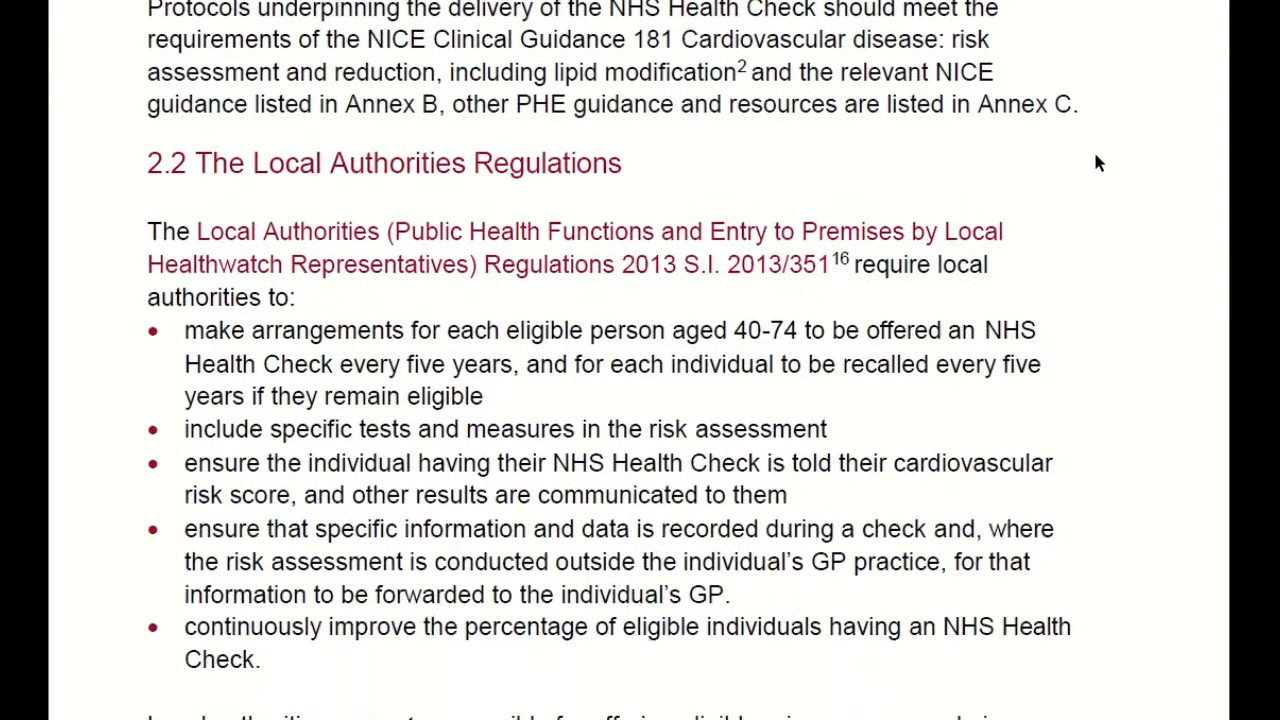 Protocols underpinning the delivery of the NHS Health Check should meet the
requirements of the NICE Clinical Guidance 181 Cardiovascular disease: risk
assessment and reduction, including lipid modification2 and the relevant NICE
guidance listed in Annex B, other PHE guidance and resources are listed in Annex C.
2.2 The Local Authorities Regulations
The Local Authorities (Public Health Functions and Entry to Premises by Local
Healthwatch Representatives) Regulations 2013 S.I. 2013/35116 require local
authorities to:
• make arrangements for each eligible person aged 40-74 to be offered an NHS
Health Check every five years, and for each individual to be recalled every five
years if they remain eligible
• include specific tests and measures in the risk assessment
• ensure the individual having their NHS Health Check is told their cardiovascular
risk score, and other results are communicated to them
• ensure that specific information and data is recorded during a check and, where
the risk assessment is conducted outside the individual’s GP practice, for that
information to be forwarded to the individual’s GP.
• continuously improve the percentage of eligible individuals having an NHS Health
Check.